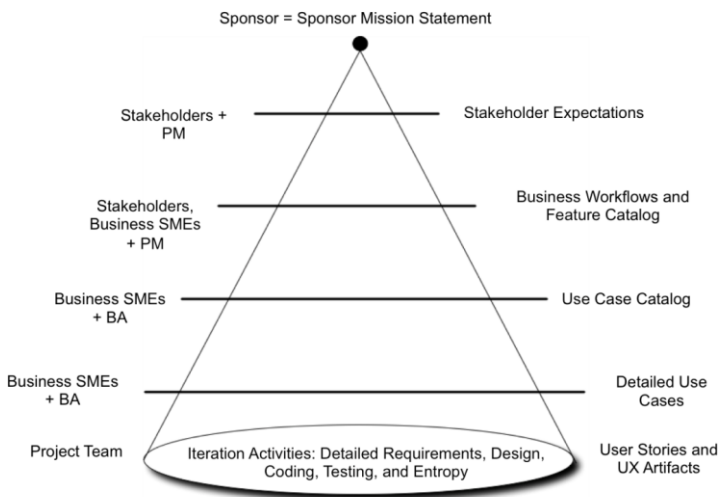 Sponsor = Sponsor Mission Statement
Stakeholders +
PM
Stakeholder Expectations
Stakeholders,
Business SMEs
+ PM
Business Workflows and
Feature Catalog
Business SMEs
+ BA
Use Case Catalog
Business SMEs
+ BA
Detailed Use
Cases
Project Team
Iteration Activities: Detailed Requirements, Design,
Coding, Testing, and Entropy
User Stories and
UX Artifacts